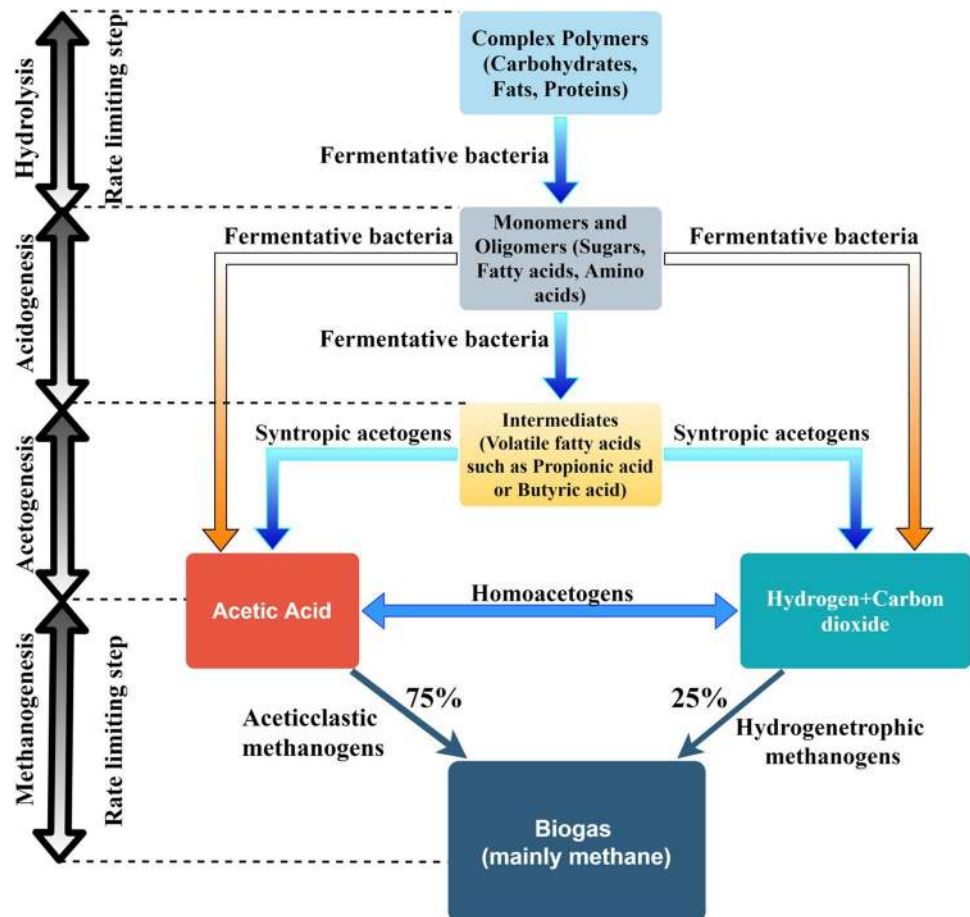 Complex Polymers
(Carbohydrates,
Fats, Proteins)
Hydrolysis
Rate limiting step
Fermentative bacteria
Monomers and
Oligomers (Sugars,
Fatty acids, Amino
acids)
Fermentative bacteria
Fermentative bacteria
Acidogenesis
Fermentative bacteria
Intermediates
(Volatile fatty acids
such as Propionic acid
or Butyric acid)
Syntropic acetogens
Syntropic acetogens
Acetogenesis
Acetic Acid
Homoacetogens
Hydrogen+Carbon
dioxide
Methanogenesis
Rate limiting step
75%
25%
Aceticclastic
methanogens
Hydrogenetrophic
methanogens
Biogas
(mainly methane)